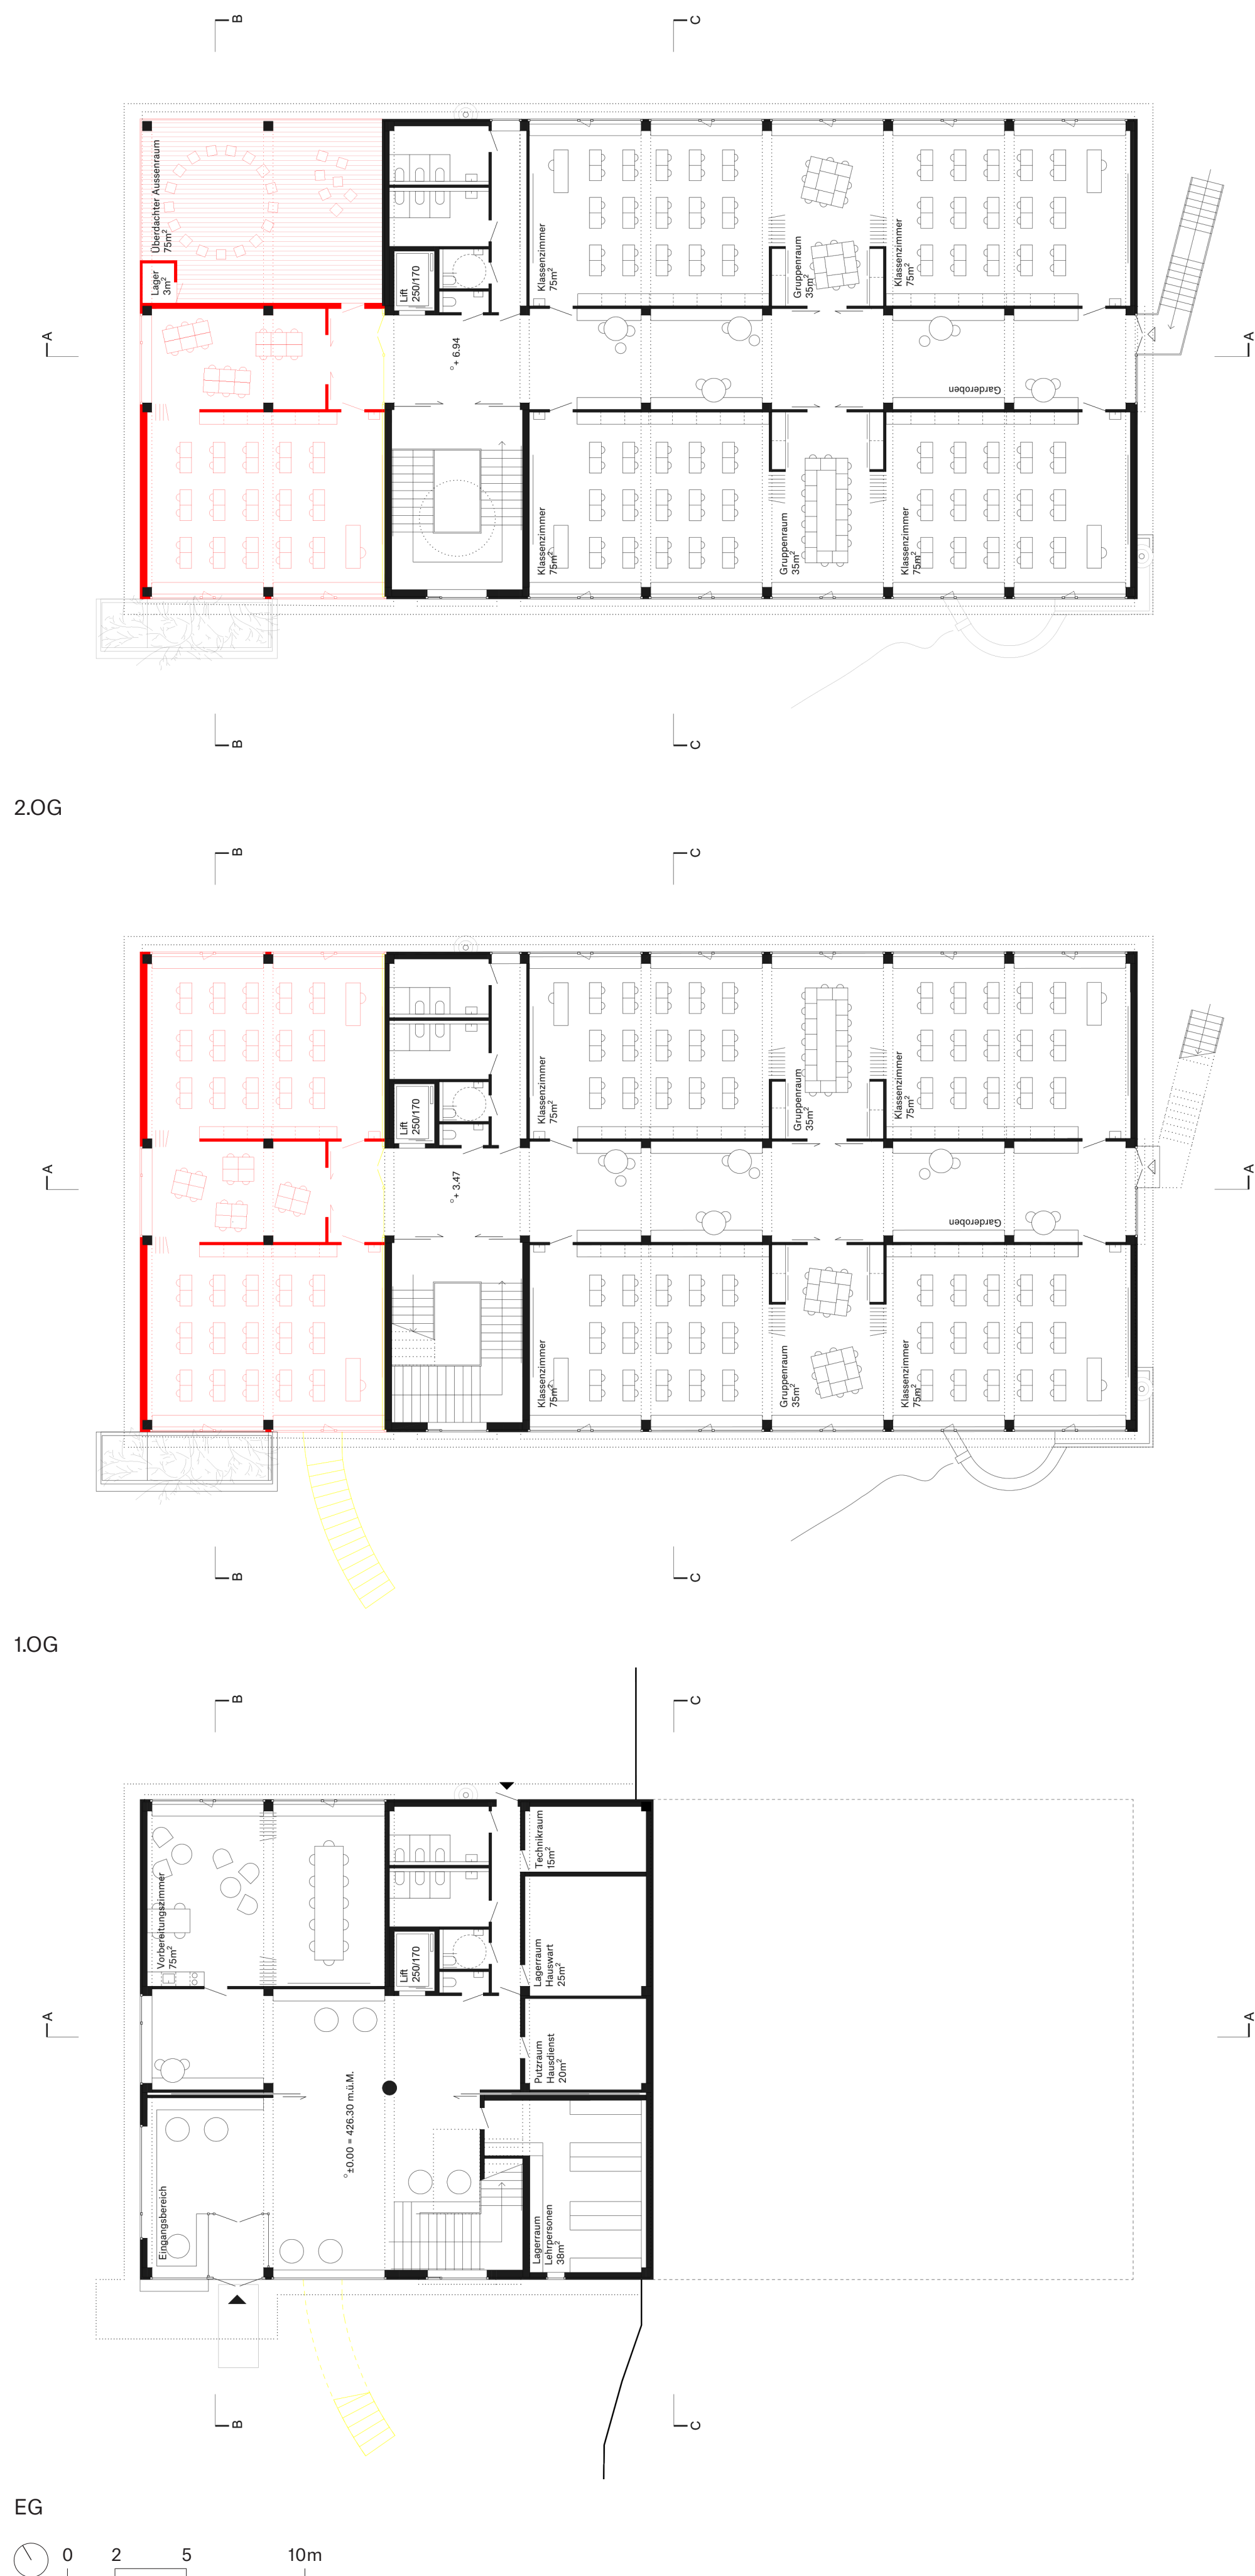 B
C
Überdachter Aussenraum
75m²
Lager
3m²
Lift
250/170
Klassenzimmer
75m²
Gruppenraum
35m²
Klassenzimmer
75m²
A
A
°+ 6.94
Garderoben
Klassenzimmer
75m²
Gruppenraum
35m²
Klassenzimmer
75m²
B
C
2.OG
B
C
Lift
250/170
Klassenzimmer
75m²
Gruppenraum
35m²
Klassenzimmer
75m²
A
A
°+ 3.47
Garderoben
Klassenzimmer
75m²
Gruppenraum
35m²
Klassenzimmer
75m²
B
C
1.OG
B
C
Vorbereitungszimmer
75m²
Lift
250/170
Technikraum
15m²
Lagerraum
Hauswart
25m²
A
A
Putzraum
Hausdienst
20m²
°±0.00 = 426.30 m.ü.M.
Eingangsbereich
Lagerraum
Lehrpersonen
38m²
B
C
EG
0 2 5 10m